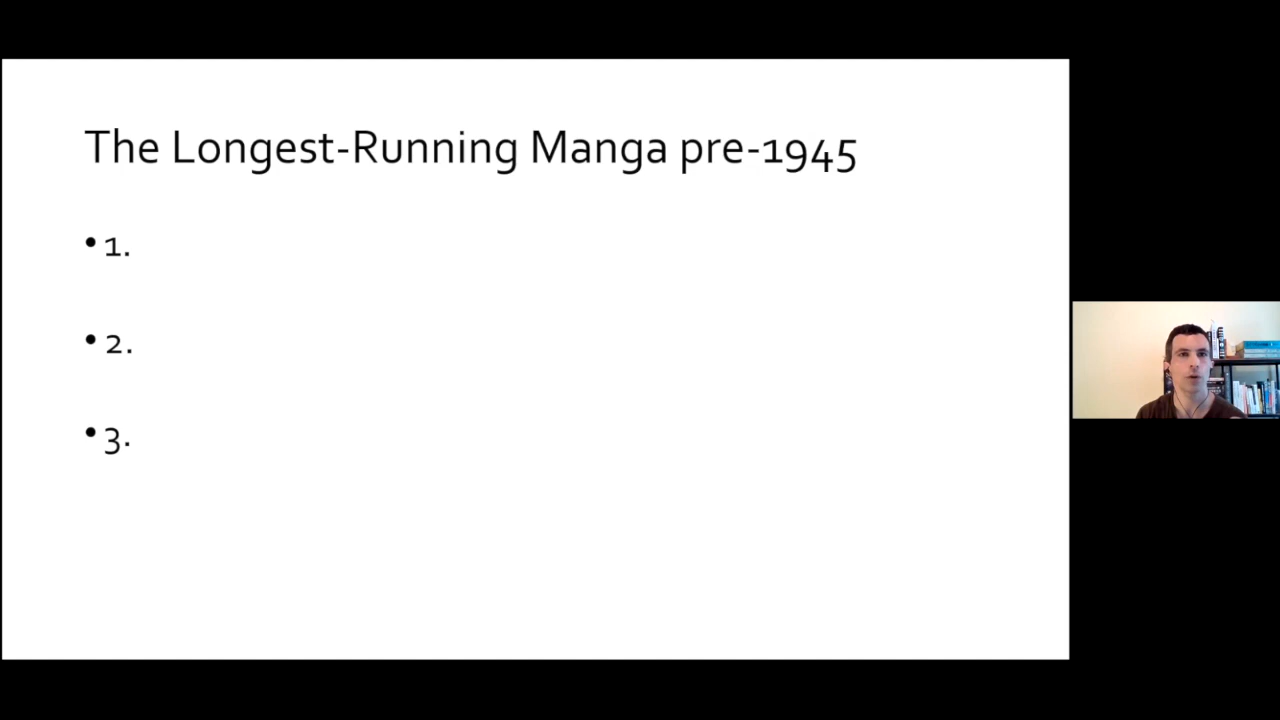 The Longest-Running Manga pre-1945
• 1.
• 2.
• 3.